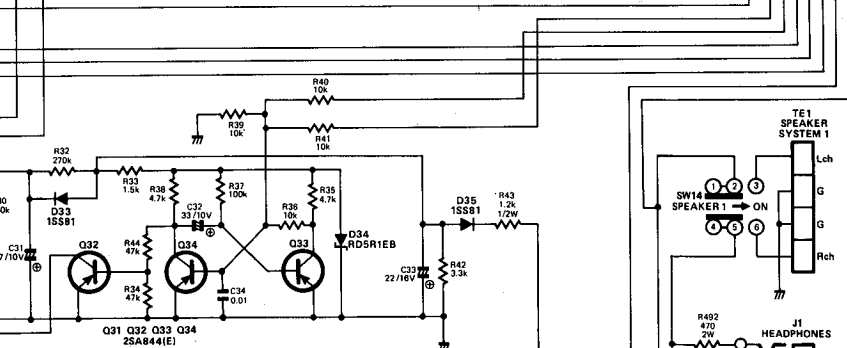 R40
10k
R39
10k
R41
10k
TE1
SPEAKER
SYSTEM 1
R32
270k
R33
1.5k
R38
4.7k
R37
100k
R35
4.7k
Lch
C32
33/10V
R36
10k
D33
1SS81
D35
1SS81
R43
1.2k
1/2W
1 2 3
SW14
SPEAKER 1 → ON
4 5 6
G
G
Rch
D34
RD5R1EB
C31
/10V
Q32
R44
47k
Q34
Q33
R34
47k
C34
0.01
C33
22/16V
R42
3.3k
Q31 Q32 Q33 Q34
2SA844(E)
R492
470
2W
J1
HEADPHONES